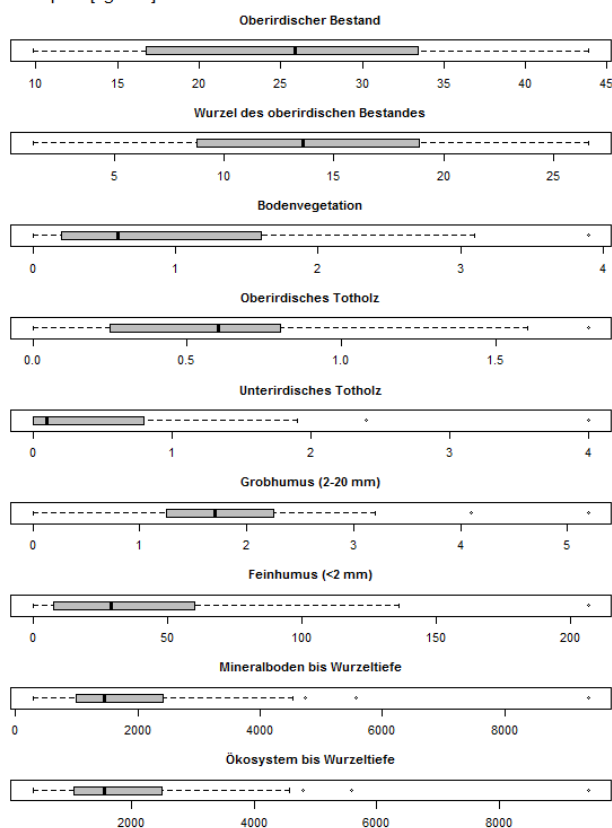 Oberirdischer Bestand
10 15 20 25 30 35 40 45
Wurzel des oberirdischen Bestandes
5 10 15 20 25
Bodenvegetation
0 1 2 3 4
Oberirdisches Totholz
0.0 0.5 1.0 1.5
Unterirdisches Totholz
0 1 2 3 4
Grobhumus (2-20 mm)
0 1 2 3 4 5
Feinhumus (<2 mm)
0 50 100 150 200
Mineralboden bis Wurzeltiefe
0 2000 4000 6000 8000
Ökosystem bis Wurzeltiefe
2000 4000 6000 8000